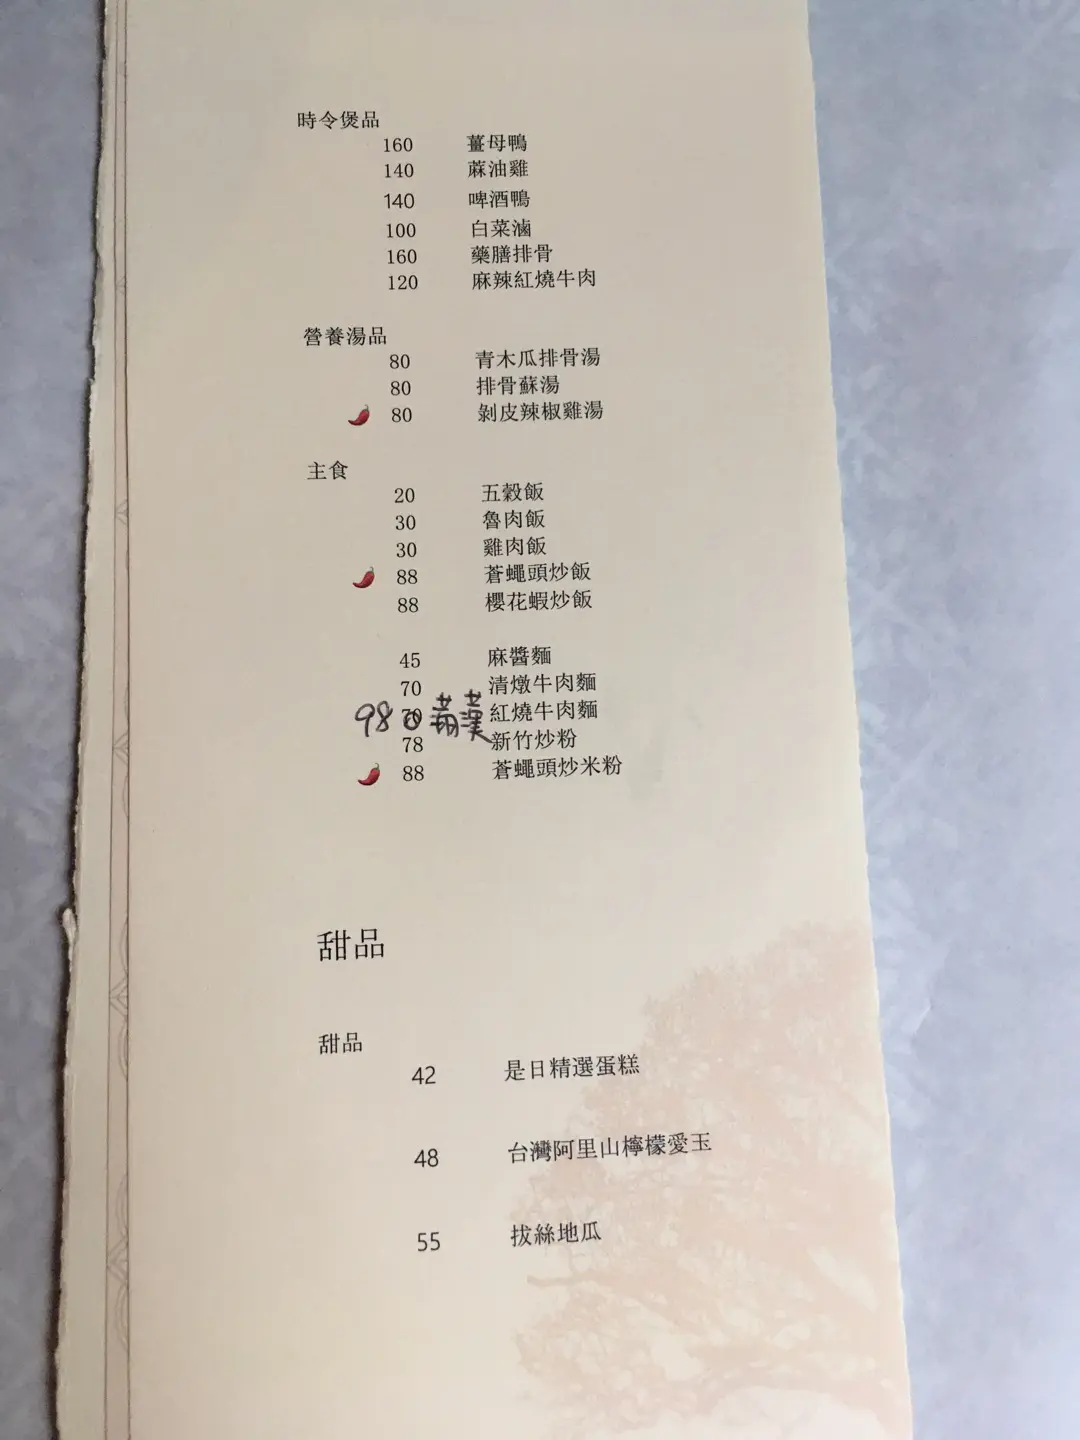 時令煲品
160 薑母鴨
140 蔴油雞
140 啤酒鴨
100 白菜滷
160 藥膳排骨
120 麻辣紅燒牛肉
營養湯品
80 青木瓜排骨湯
80 排骨蘇湯
80 剝皮辣椒雞湯
主食
20 五穀飯
30 魯肉飯
30 雞肉飯
88 蒼蠅頭炒飯
88 櫻花蝦炒飯
45 麻醬麵
70 清燉牛肉麵
98 滿漢 紅燒牛肉麵
78 新竹炒粉
88 蒼蠅頭炒米粉
甜品
甜品
42 是日精選蛋糕
48 台灣阿里山檸檬愛玉
55 拔絲地瓜